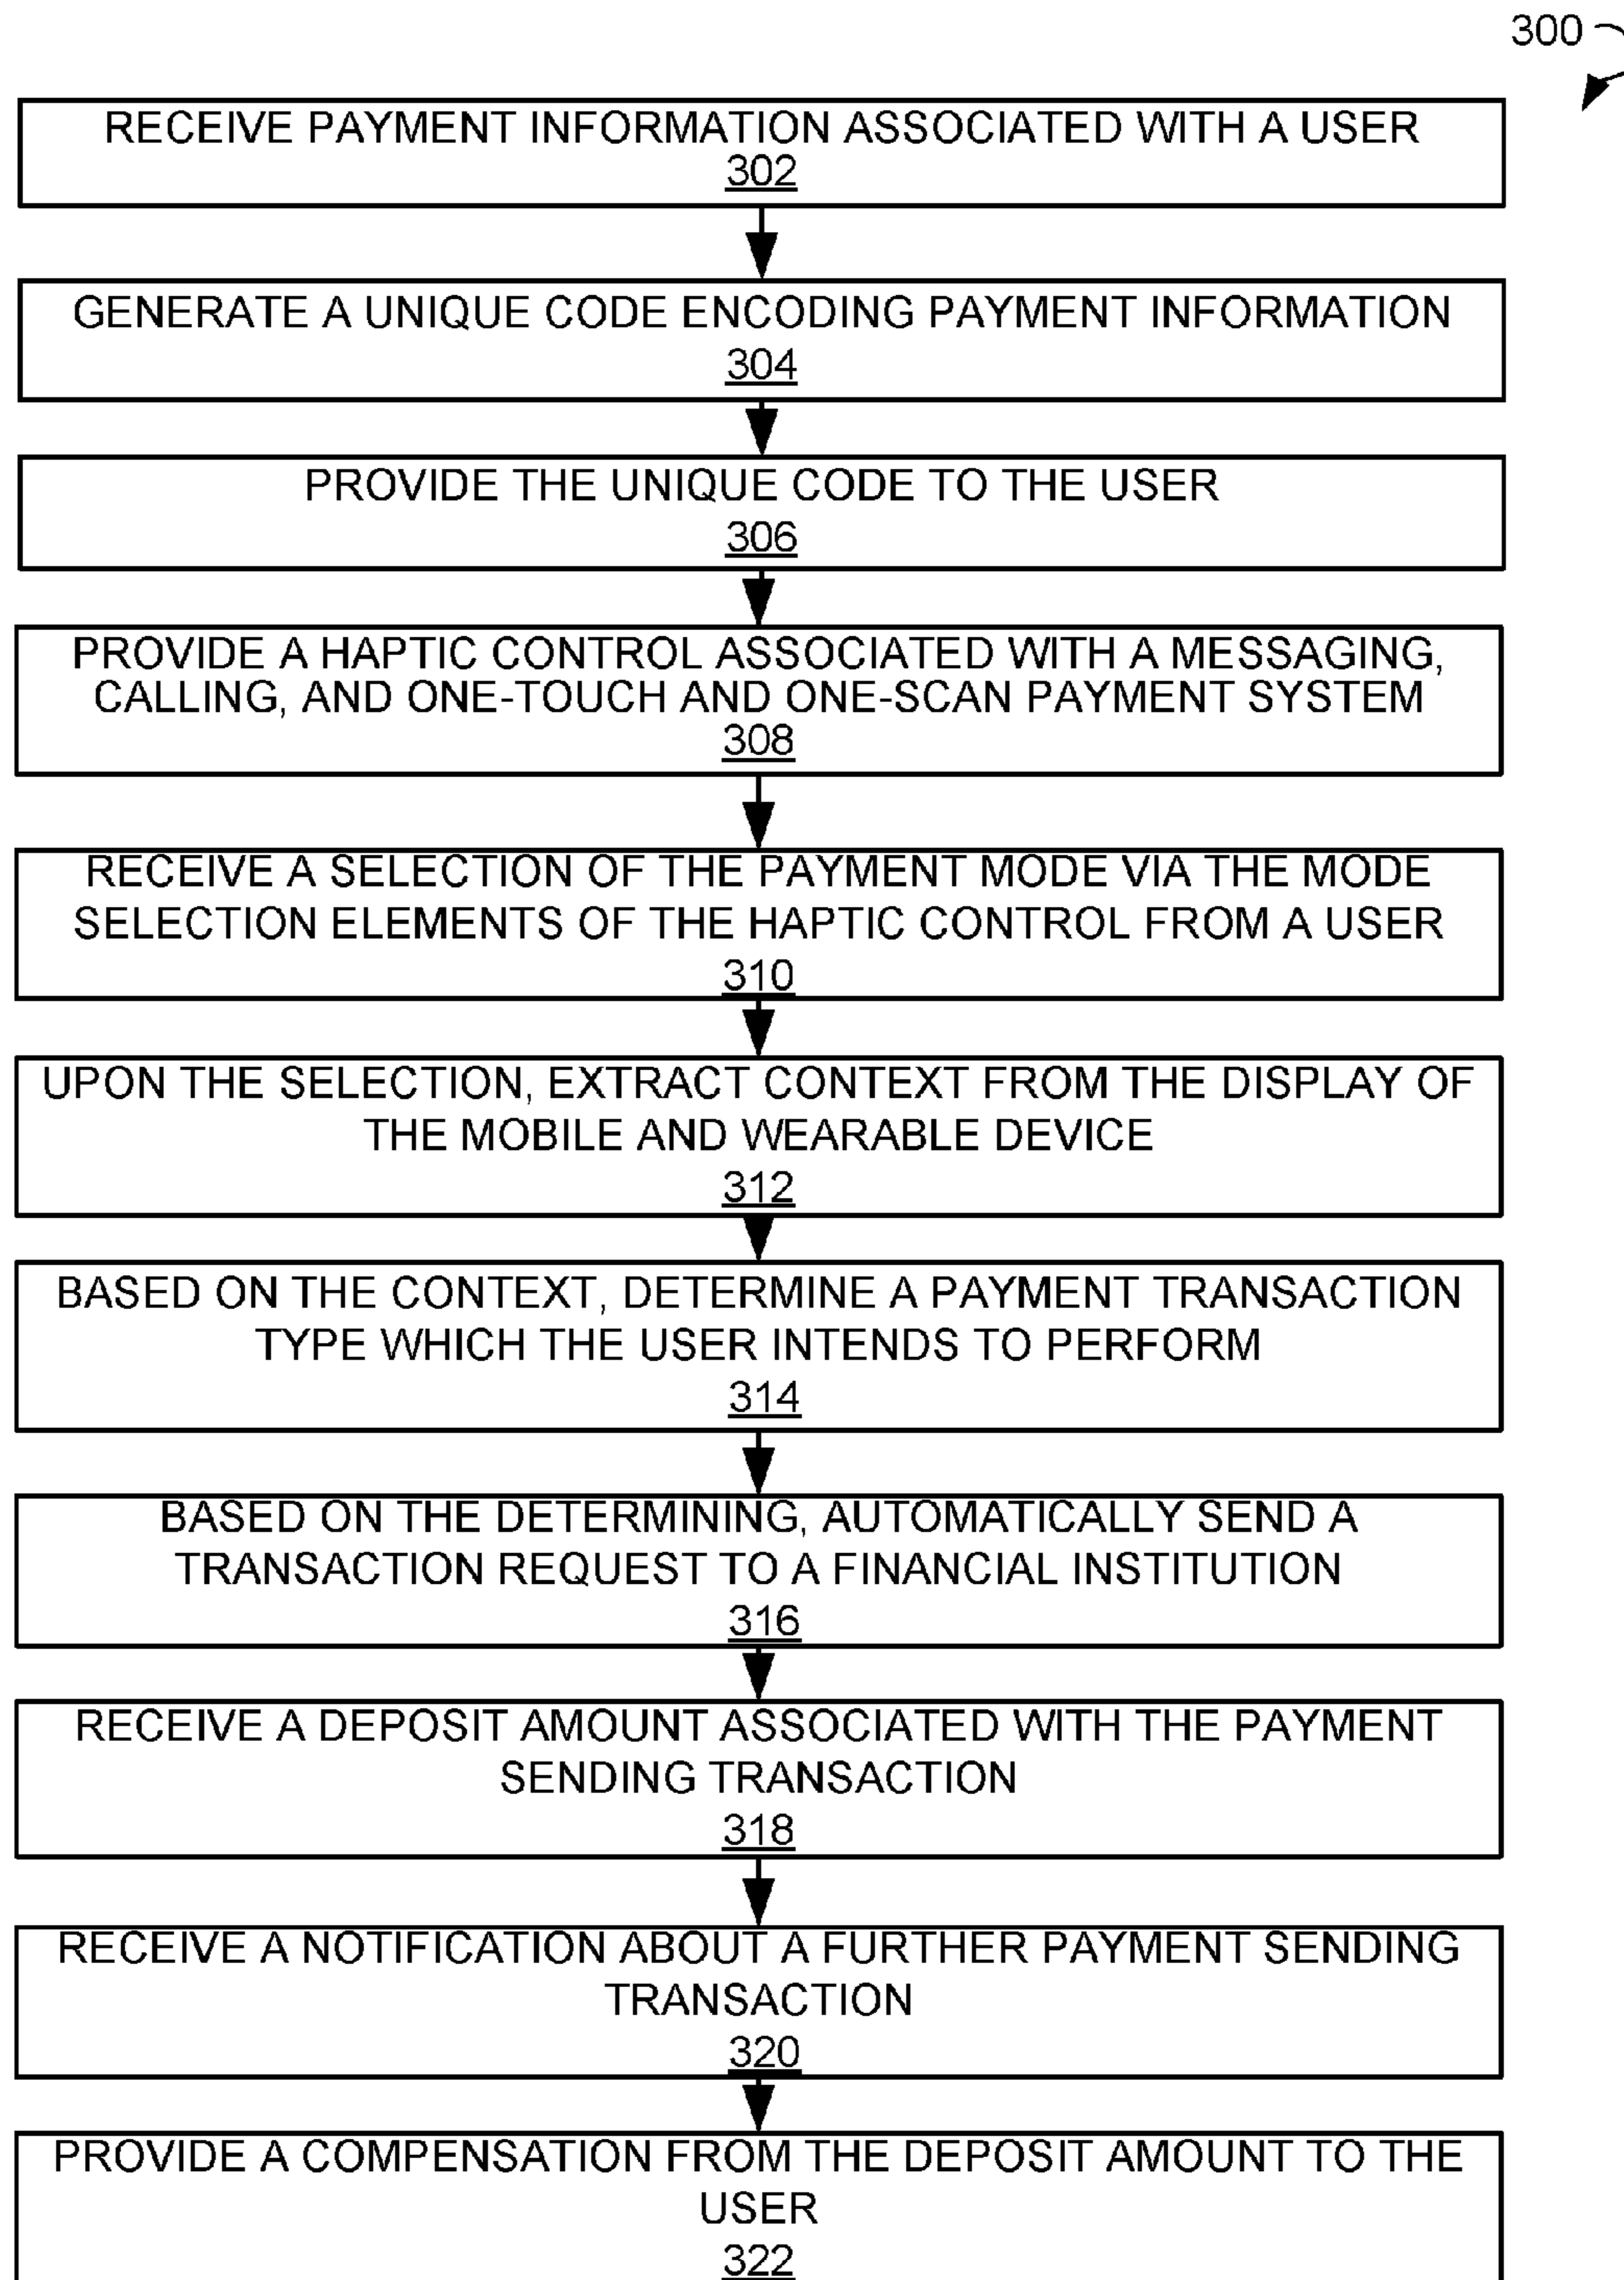 300
RECEIVE PAYMENT INFORMATION ASSOCIATED WITH A USER
302
GENERATE A UNIQUE CODE ENCODING PAYMENT INFORMATION
304
PROVIDE THE UNIQUE CODE TO THE USER
306
PROVIDE A HAPTIC CONTROL ASSOCIATED WITH A MESSAGING,
CALLING, AND ONE-TOUCH AND ONE-SCAN PAYMENT SYSTEM
308
RECEIVE A SELECTION OF THE PAYMENT MODE VIA THE MODE
SELECTION ELEMENTS OF THE HAPTIC CONTROL FROM A USER
310
UPON THE SELECTION, EXTRACT CONTEXT FROM THE DISPLAY OF
THE MOBILE AND WEARABLE DEVICE
312
BASED ON THE CONTEXT, DETERMINE A PAYMENT TRANSACTION
TYPE WHICH THE USER INTENDS TO PERFORM
314
BASED ON THE DETERMINING, AUTOMATICALLY SEND A
TRANSACTION REQUEST TO A FINANCIAL INSTITUTION
316
RECEIVE A DEPOSIT AMOUNT ASSOCIATED WITH THE PAYMENT
SENDING TRANSACTION
318
RECEIVE A NOTIFICATION ABOUT A FURTHER PAYMENT SENDING
TRANSACTION
320
PROVIDE A COMPENSATION FROM THE DEPOSIT AMOUNT TO THE
USER
322